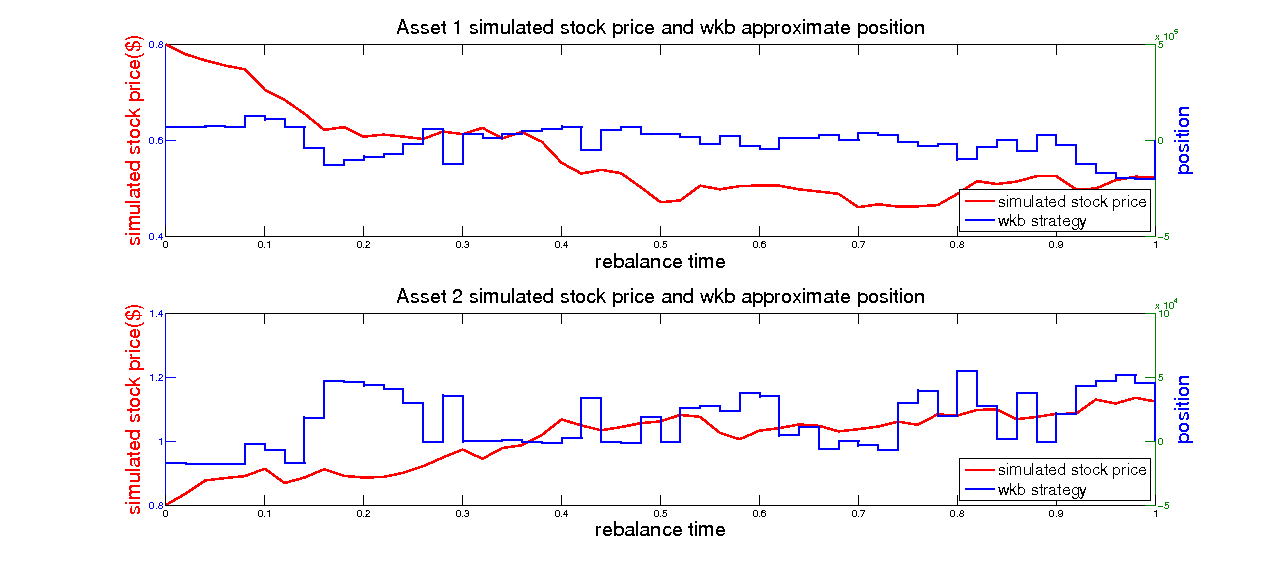 Asset 1 simulated stock price and wkb approximate position
x 10
5
simulated stock price($)
0.8
0.6
0.4
5
0
-5
position
simulated stock price
wkb strategy
0 0.1 0.2 0.3 0.4 0.5 0.6 0.7 0.8 0.9 1
rebalance time
Asset 2 simulated stock price and wkb approximate position
x 10^4
simulated stock price($)
1.4
1.2
1
0.8
10
5
0
-5
position
simulated stock price
wkb strategy
0 0.1 0.2 0.3 0.4 0.5 0.6 0.7 0.8 0.9 1
rebalance time